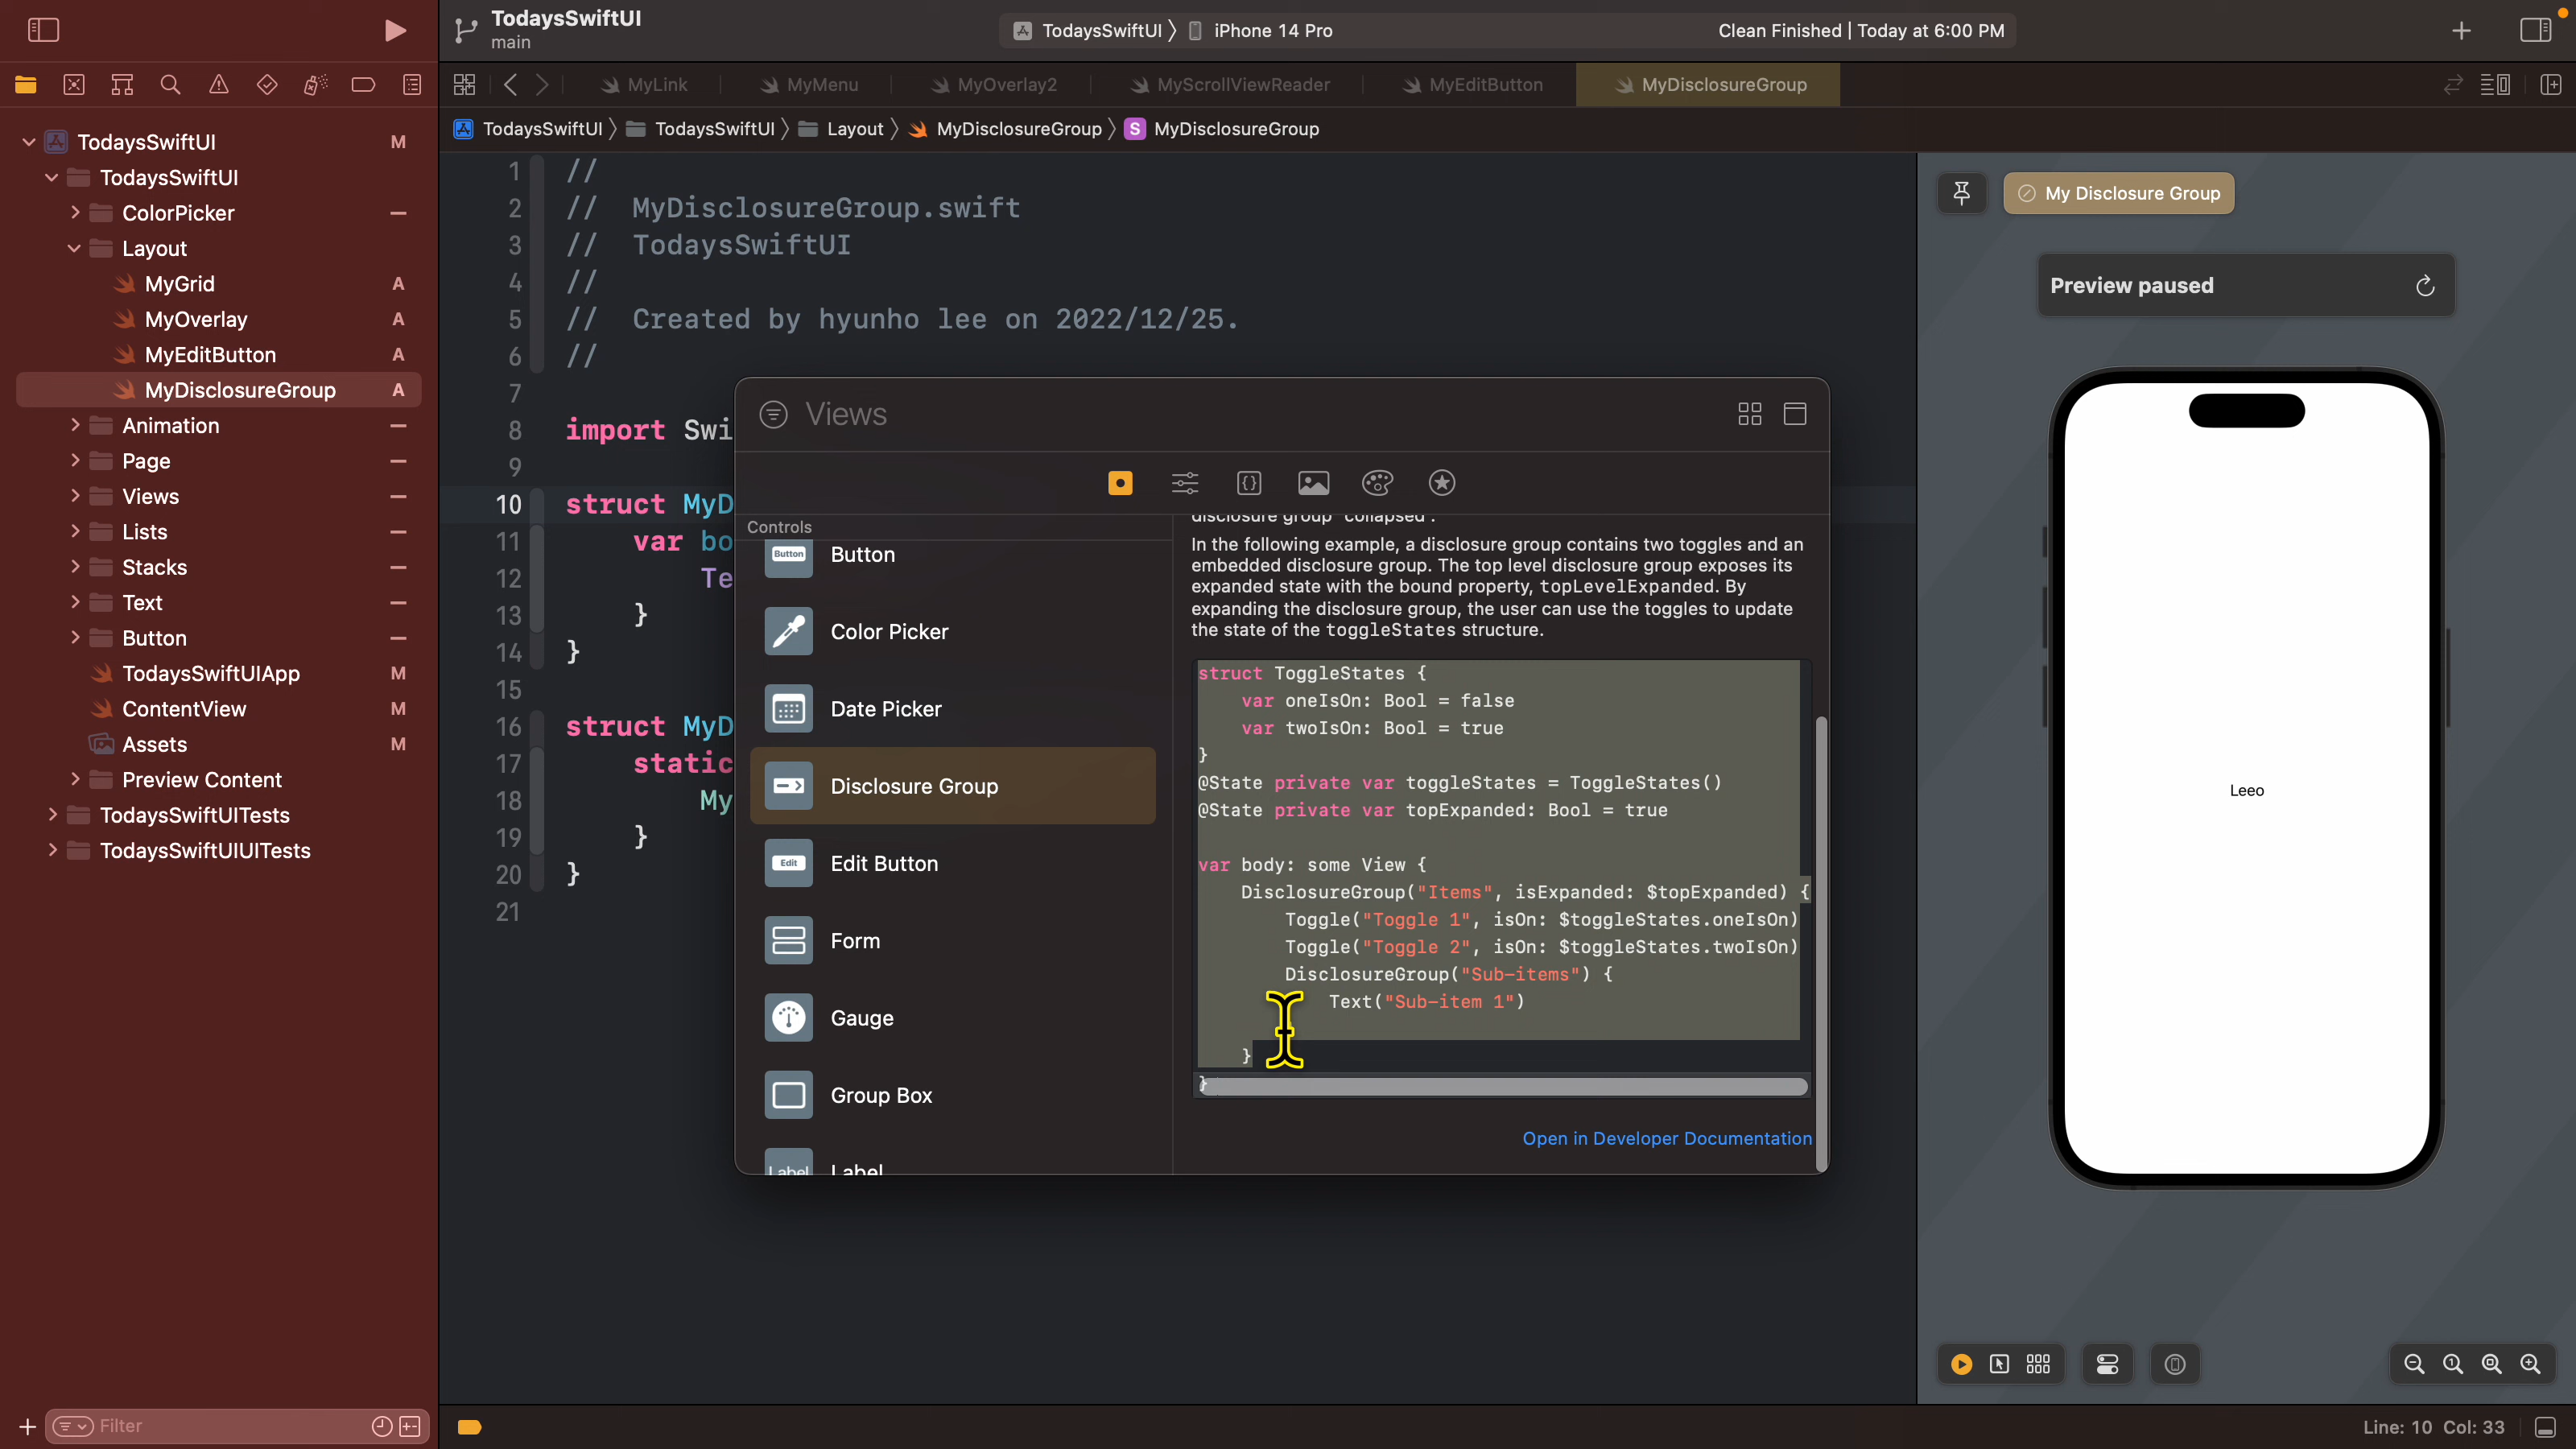 TodaysSwiftUI
main
TodaysSwiftUI
iPhone 14 Pro
Clean Finished | Today at 6:00 PM
MyLink
MyMenu
MyOverlay2
MyScrollViewReader
MyEditButton
MyDisclosureGroup
TodaysSwiftUI
TodaysSwiftUI
Layout
MyDisclosureGroup
S MyDisclosureGroup
TodaysSwiftUI M
TodaysSwiftUI
ColorPicker
Layout
MyGrid A
MyOverlay A
MyEditButton A
MyDisclosureGroup A
Animation
Page
Views
Lists
Stacks
Text
Button
TodaysSwiftUIApp M
ContentView M
Assets M
Preview Content
TodaysSwiftUITests
TodaysSwiftUIUITests
Filter
1 //
2 // MyDisclosureGroup.swift
3 // TodaysSwiftUI
4 //
5 // Created by hyunho lee on 2022/12/25.
6 //
7
8 import Swi
9
10 struct MyD
11 var bo
12 Te
13 }
14 }
15
16 struct MyD
17 static
18 My
19 }
20 }
21
Views
Controls
Button Button
Color Picker
Date Picker
Disclosure Group
Edit Edit Button
Form
Gauge
Group Box
Label Label
disclosure group "collapsed".
In the following example, a disclosure group contains two toggles and an
embedded disclosure group. The top level disclosure group exposes its
expanded state with the bound property, topLevelExpanded. By
expanding the disclosure group, the user can use the toggles to update
the state of the toggleStates structure.
struct ToggleStates {
var oneIsOn: Bool = false
var twoIsOn: Bool = true
}
@State private var toggleStates = ToggleStates()
@State private var topExpanded: Bool = true
var body: some View {
DisclosureGroup("Items", isExpanded: $topExpanded) {
Toggle("Toggle 1", isOn: $toggleStates.oneIsOn)
Toggle("Toggle 2", isOn: $toggleStates.twoIsOn)
DisclosureGroup("Sub-items") {
Text("Sub-item 1")
}
}
Open in Developer Documentation
My Disclosure Group
Preview paused
Leeo
Line: 10 Col: 33